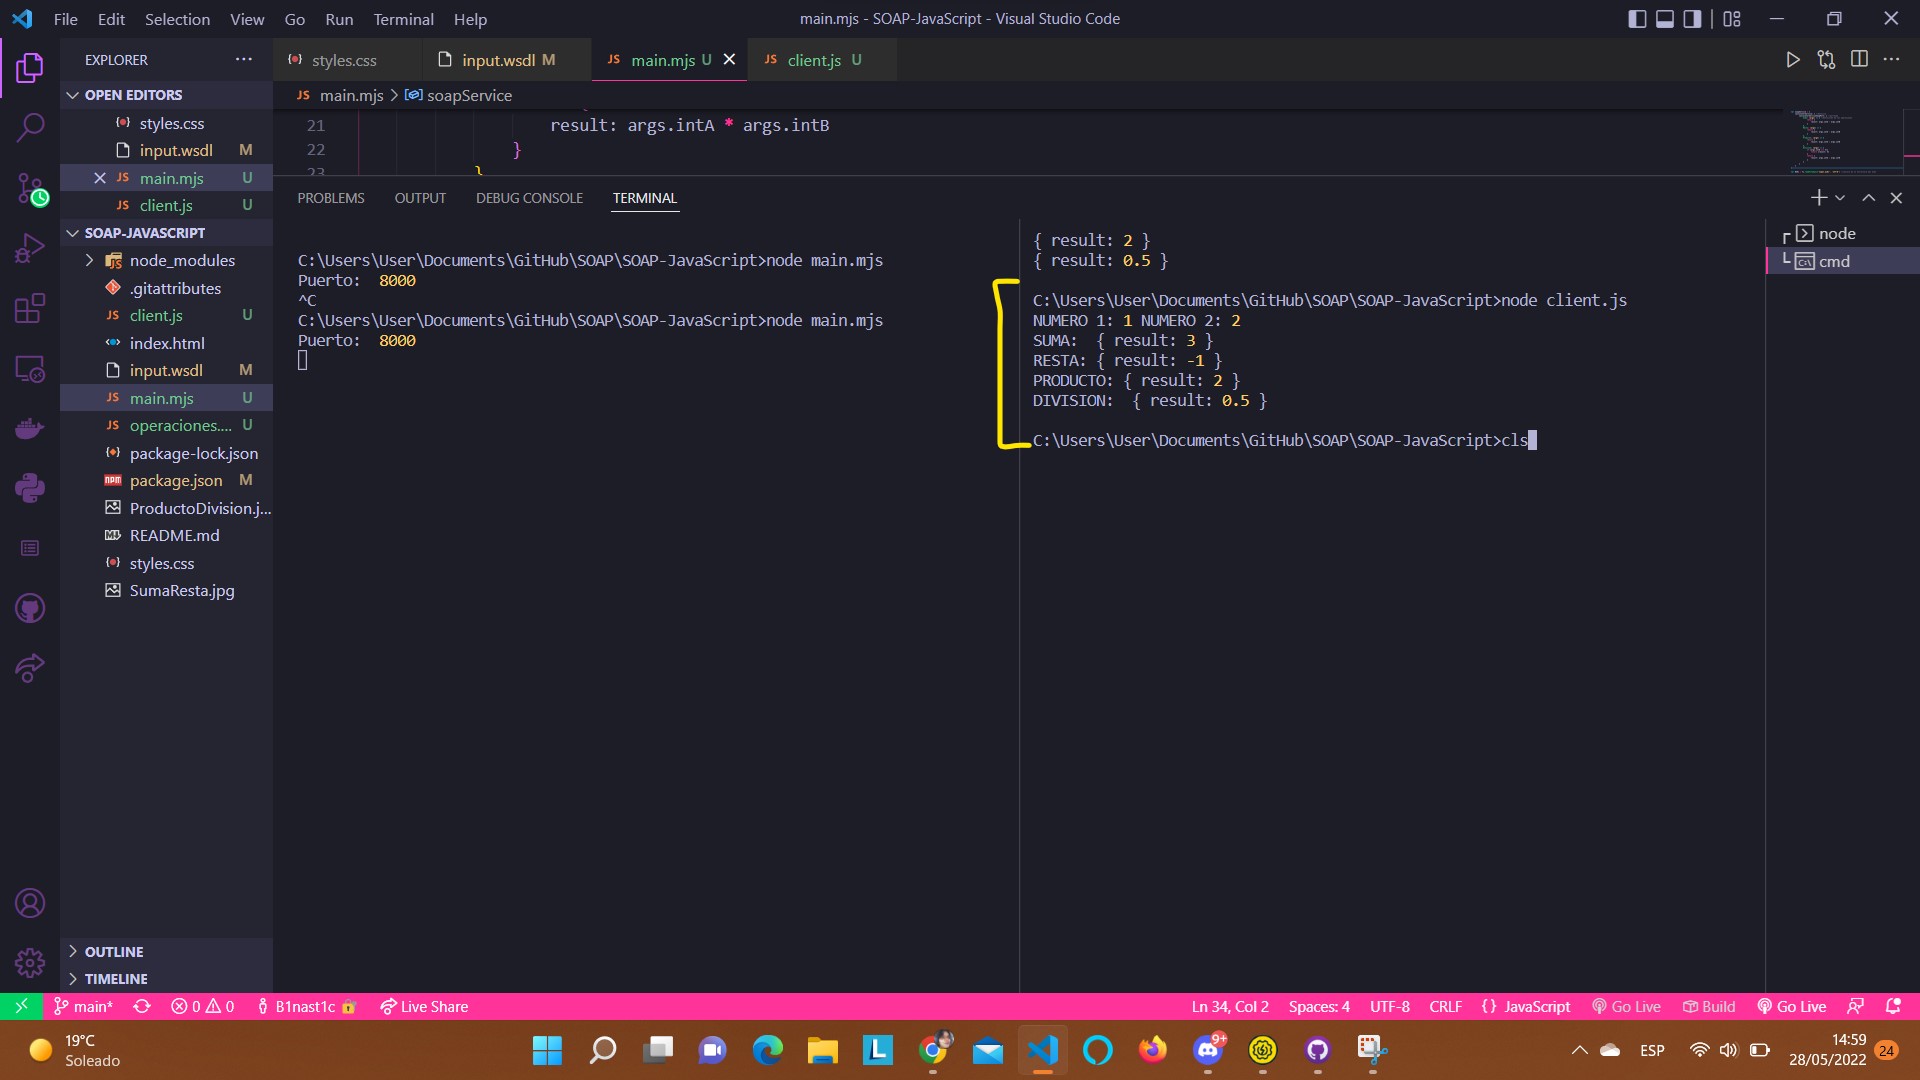 File Edit Selection View Go Run Terminal Help
main.mjs - SOAP-JavaScript - Visual Studio Code
EXPLORER
styles.css
input.wsdl M
main.mjs U
client.js U
OPEN EDITORS
styles.css
input.wsdl M
main.mjs U
client.js U
SOAP-JAVASCRIPT
node_modules
.gitattributes
client.js U
index.html
input.wsdl M
main.mjs U
operaciones.... U
package-lock.json
package.json M
ProductoDivision.j...
README.md
styles.css
SumaResta.jpg
OUTLINE
TIMELINE
JS main.mjs > soapService
21 result: args.intA * args.intB
22 }
23 }
PROBLEMS OUTPUT DEBUG CONSOLE TERMINAL
C:\Users\User\Documents\GitHub\SOAP\SOAP-JavaScript>node main.mjs
Puerto: 8000
^C
C:\Users\User\Documents\GitHub\SOAP\SOAP-JavaScript>node main.mjs
Puerto: 8000
{ result: 2 }
{ result: 0.5 }
C:\Users\User\Documents\GitHub\SOAP\SOAP-JavaScript>node client.js
NUMERO 1: 1 NUMERO 2: 2
SUMA: { result: 3 }
RESTA: { result: -1 }
PRODUCTO: { result: 2 }
DIVISION: { result: 0.5 }
C:\Users\User\Documents\GitHub\SOAP\SOAP-JavaScript>cls
node
cmd
main* 0 0 B1nast1c Live Share
Ln 34, Col 2 Spaces: 4 UTF-8 CRLF {} JavaScript Go Live Build Go Live
19°C
Soleado
9+
ESP
14:59
28/05/2022
24